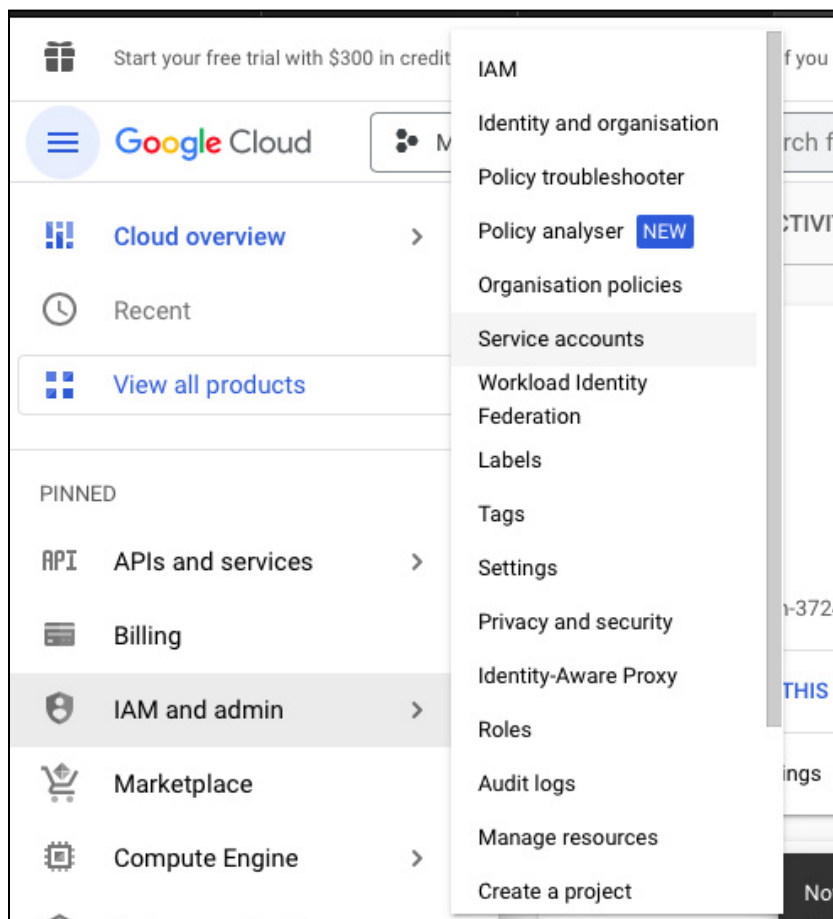 Start your free trial with $300 in credit
f you
Google Cloud
M
rch f
Cloud overview
Recent
View all products
PINNED
API APIs and services
Billing
IAM and admin
Marketplace
Compute Engine
IAM
Identity and organisation
Policy troubleshooter
Policy analyser NEW
Organisation policies
Service accounts
Workload Identity
Federation
Labels
Tags
Settings
Privacy and security
Identity-Aware Proxy
Roles
Audit logs
Manage resources
Create a project
CTIVI
-372
THIS
ings
No